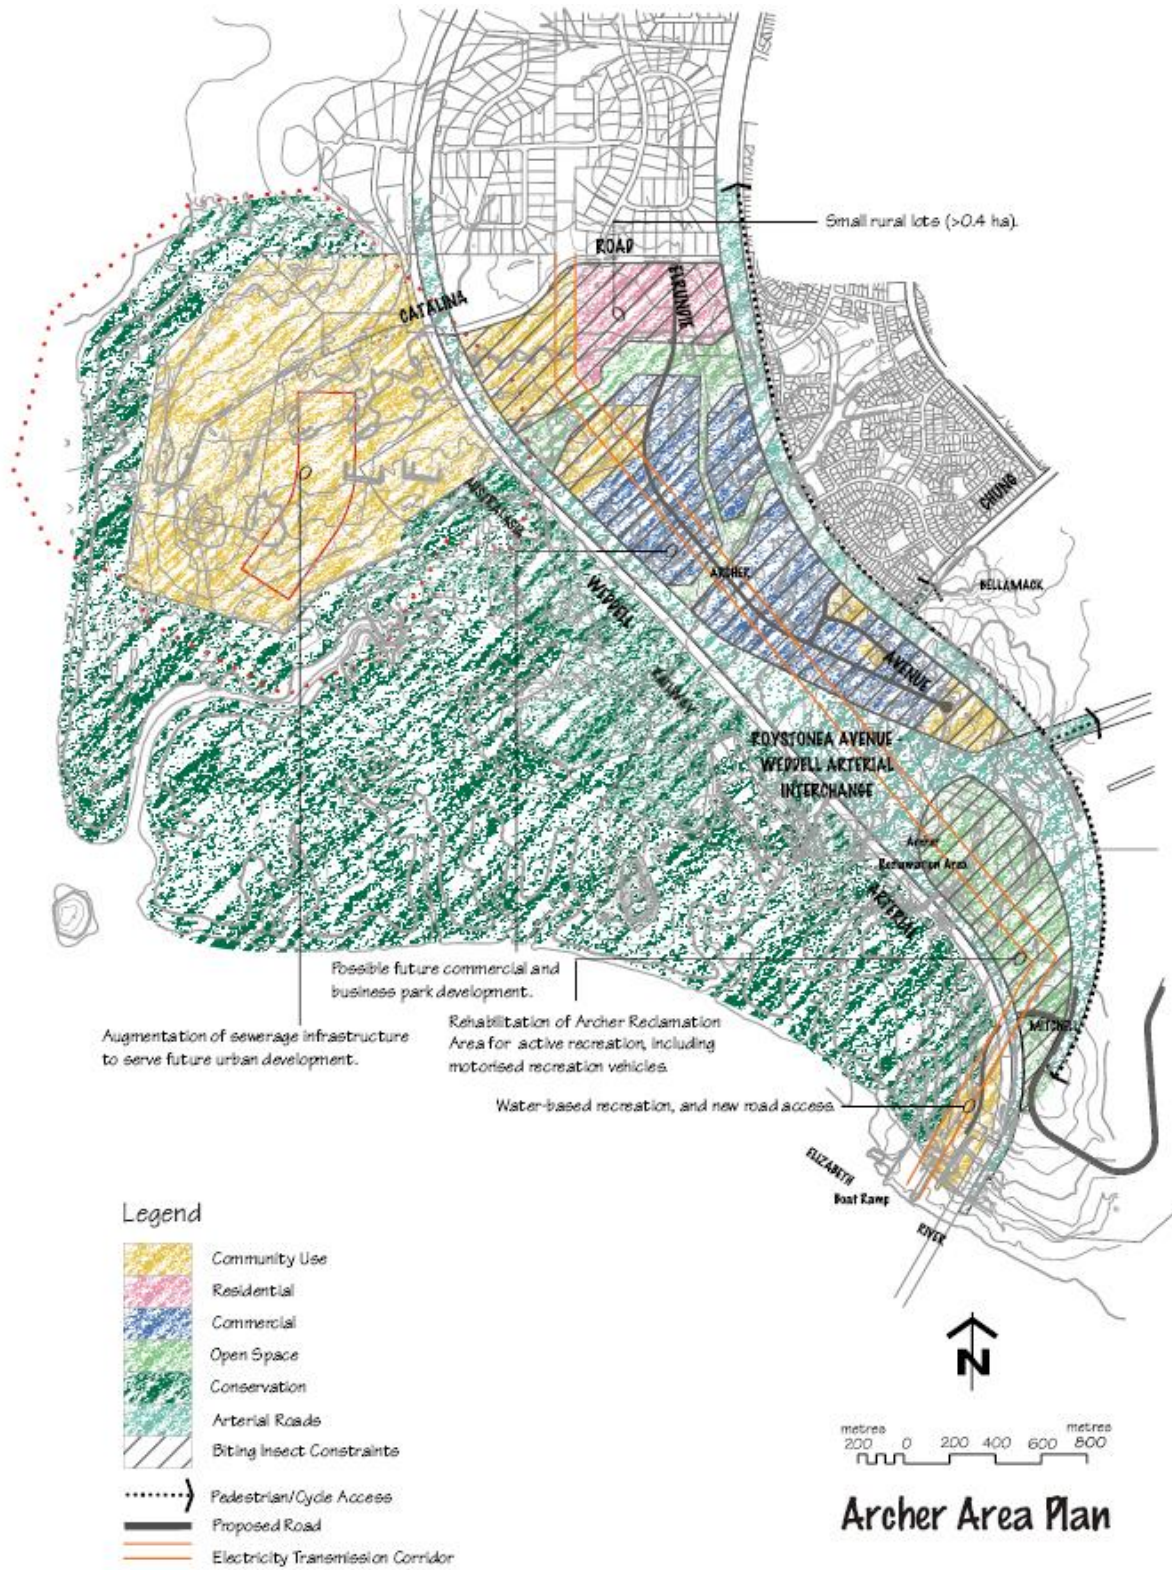 Small rural lots (>0.4 ha).
ROAD
ELRUNDIE
CATALINA
CHUNG
AUSTRALASIA
ARCHER
BELLAMACK
WEDDELL
AVENUE
RAILWAY
ROYSTONEA AVENUE -
WEDDELL ARTERIAL
INTERCHANGE
Archer
Reclamation Area
ARTERIAL
Possible future commercial and
business park development.
Augmentation of sewerage infrastructure
to serve future urban development.
Rehabilitation of Archer Reclamation
Area for active recreation, including
motorised recreation vehicles.
MITCHELL
Water-based recreation, and new road access.
ELIZABETH
Boat Ramp
RIVER
Legend
Community Use
Residential
Commercial
Open Space
Conservation
Arterial Roads
Biting Insect Constraints
Pedestrian/Cycle Access
Proposed Road
Electricity Transmission Corridor
N
metres metres
200 0 200 400 600 800
Archer Area Plan